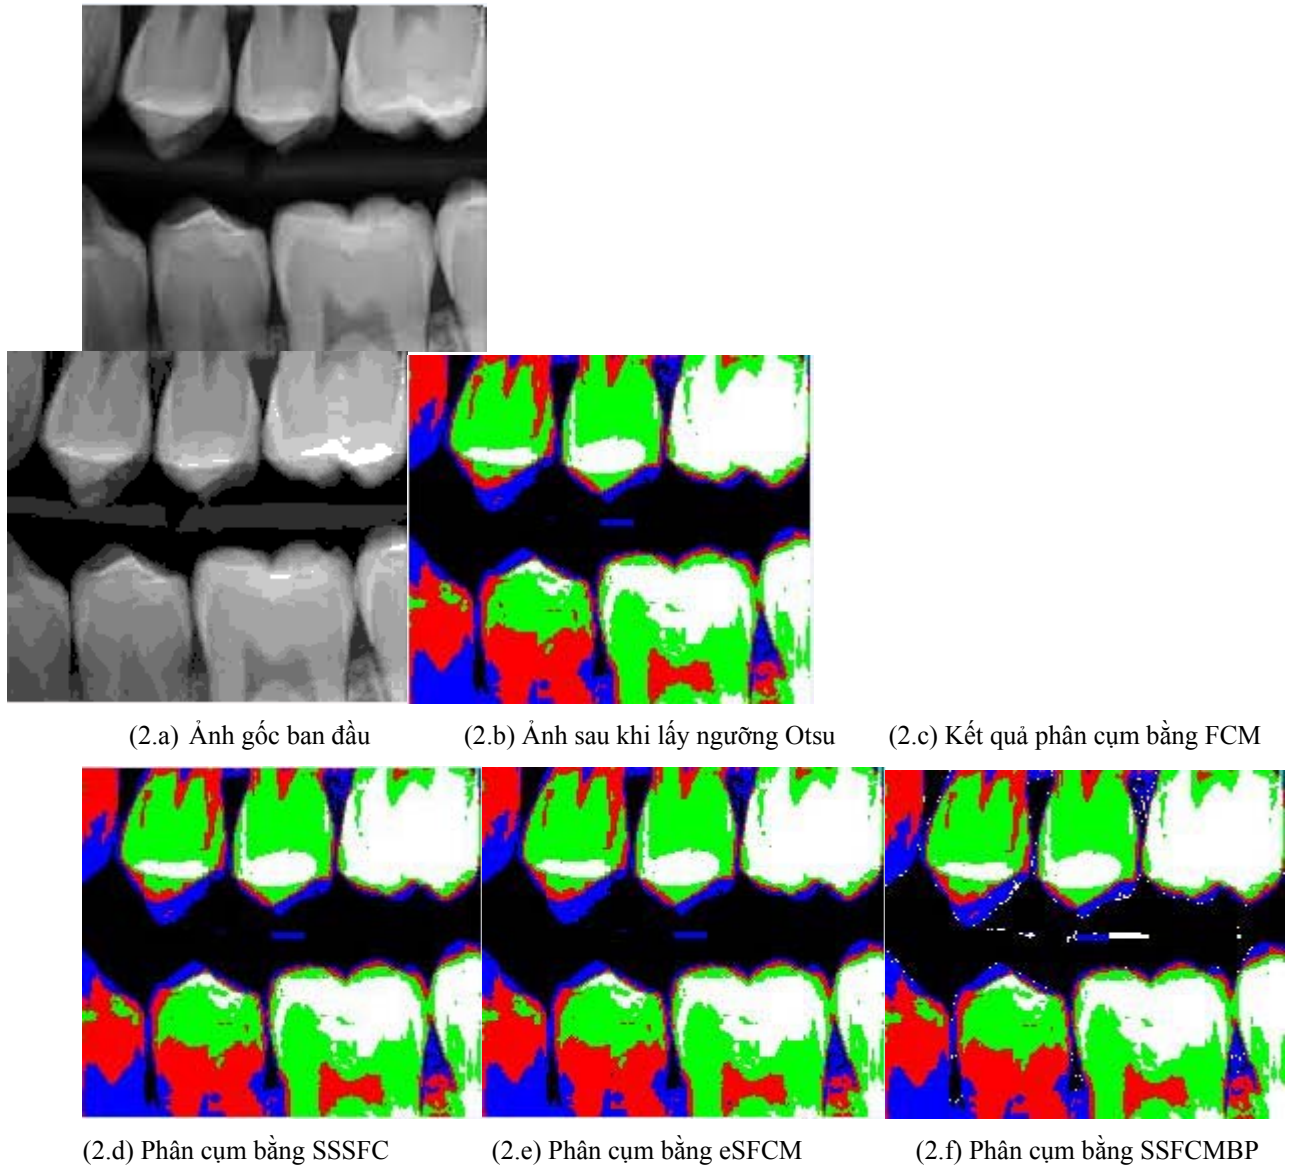 (2.a) Ảnh gốc ban đầu
(2.b) Ảnh sau khi lấy ngưỡng Otsu
(2.c) Kết quả phân cụm bằng FCM
(2.d) Phân cụm bằng SSSFC
(2.e) Phân cụm bằng eSFCM
(2.f) Phân cụm bằng SSFCMBP